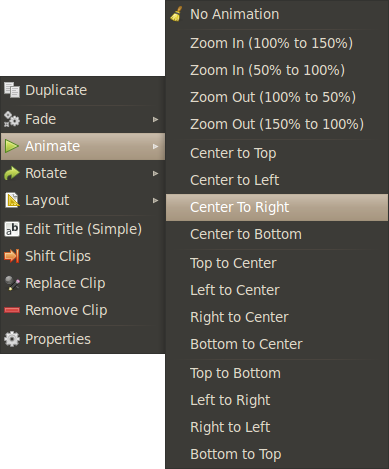 Duplicate
Fade
Animate
Rotate
Layout
Edit Title (Simple)
Shift Clips
Replace Clip
Remove Clip
Properties
No Animation
Zoom In (100% to 150%)
Zoom In (50% to 100%)
Zoom Out (100% to 50%)
Zoom Out (150% to 100%)
Center to Top
Center to Left
Center To Right
Center to Bottom
Top to Center
Left to Center
Right to Center
Bottom to Center
Top to Bottom
Left to Right
Right to Left
Bottom to Top